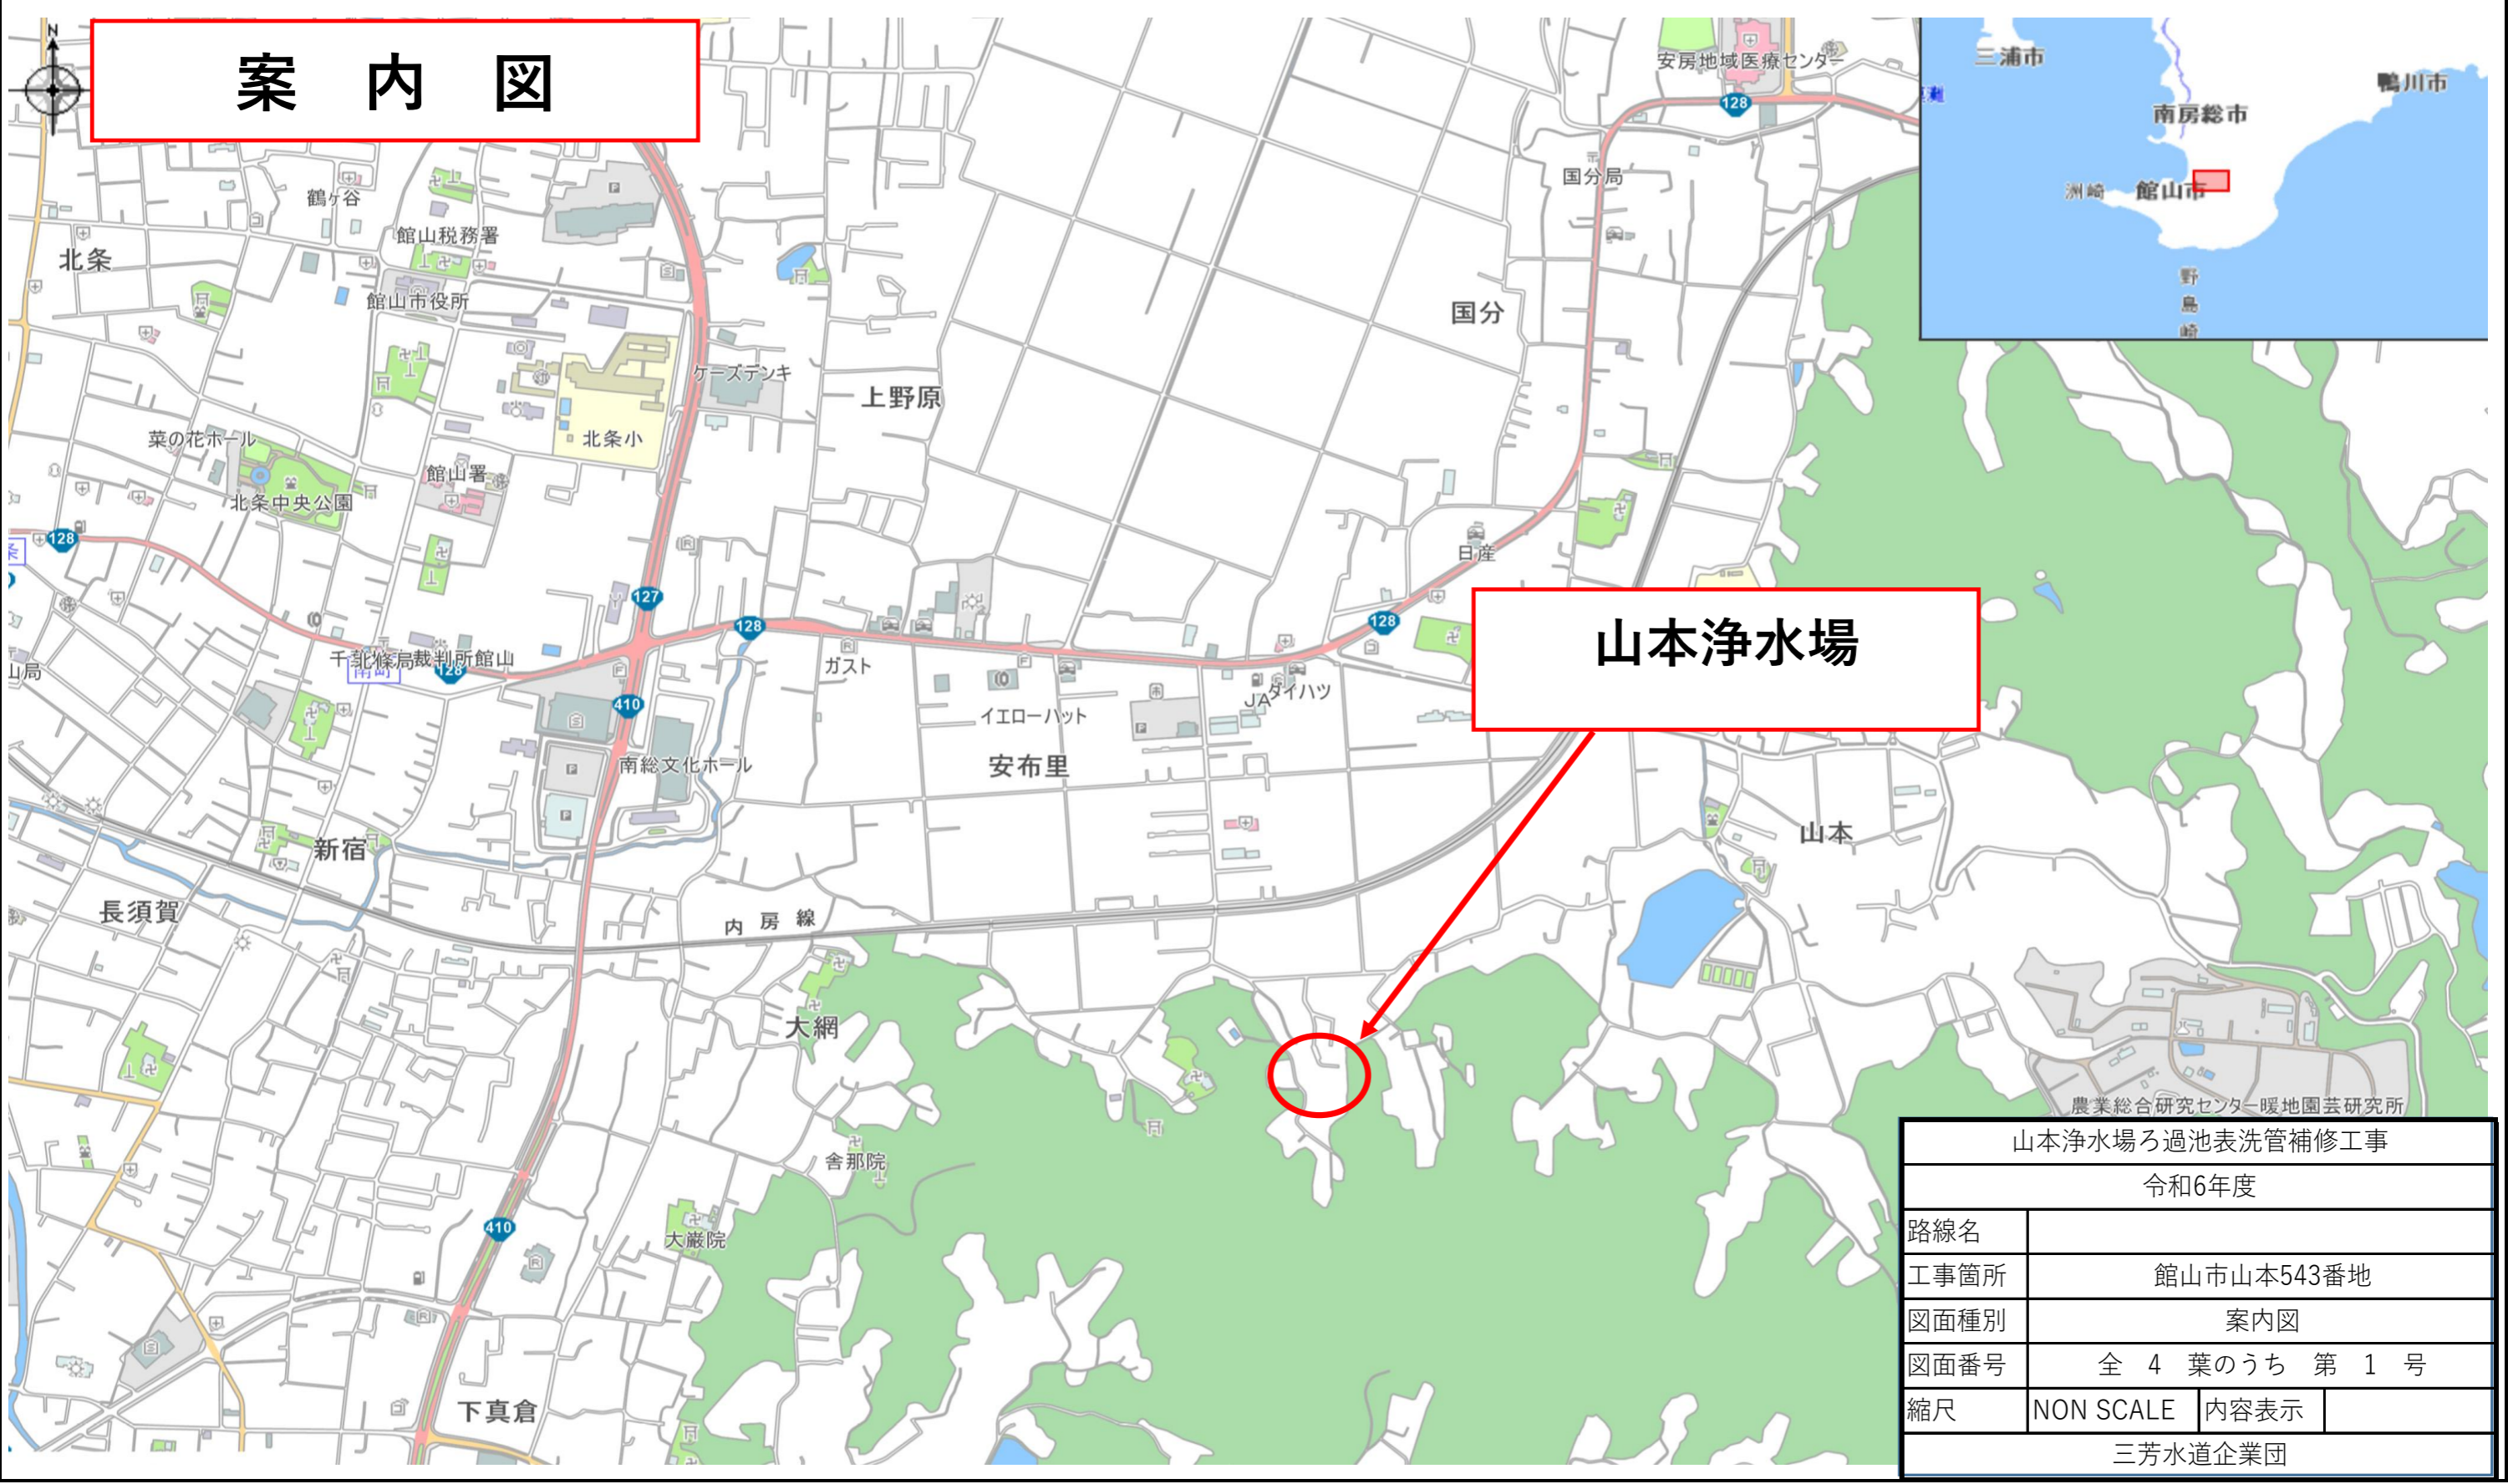 N
案 内 図
安房地域医療センター
128
三浦市
鴨川市
南房総市
館山市
洲崎
野島崎
国分局
鶴ヶ谷
館山税務署
北条
館山市役所
国分
ケーズデンキ
上野原
北条小
菜の花ホール
館山署
北条中央公園
128
日産
127
128
128
山本浄水場
ガスト
南町
128
410
JA
ダイハツ
イエローハット
南総文化ホール
安布里
新宿
山本
長須賀
内房線
大網
農業総合研究センター暖地園芸研究所
舎那院
大巌院
410
下真倉
山本浄水場ろ過池表洗管補修工事
令和6年度
路線名
工事箇所 館山市山本543番地
図面種別 案内図
図面番号 全 4 葉のうち 第 1 号
縮尺 NON SCALE 内容表示
三芳水道企業団